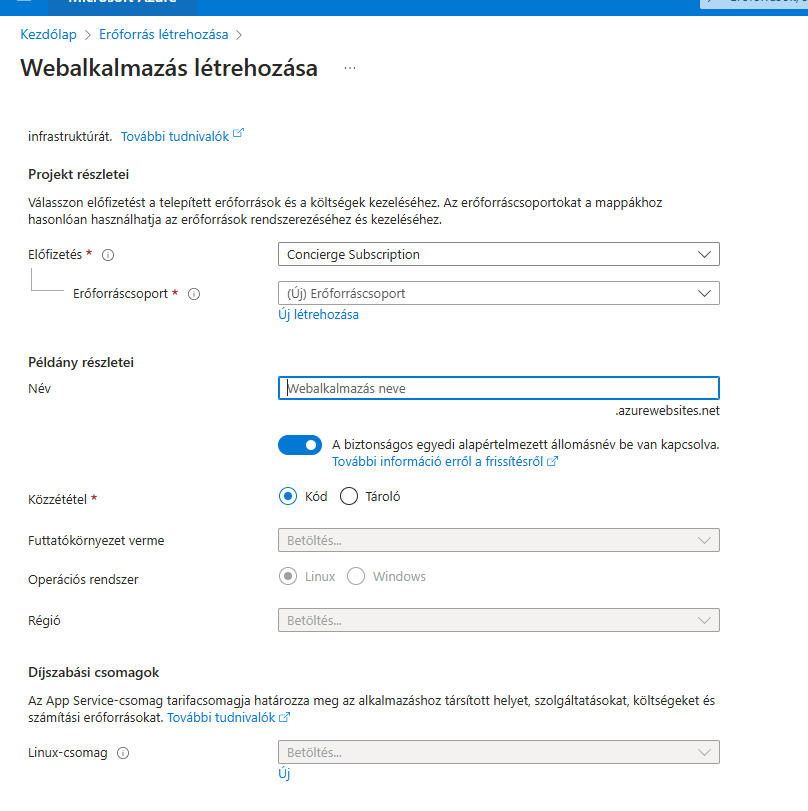 Microsoft Azure
Kezdőlap > Erőforrás létrehozása >
Webalkalmazás létrehozása ...
infrastruktúrát. További tudnivalók
Projekt részletei
Válasszon előfizetést a telepített erőforrások és a költségek kezeléséhez. Az erőforráscsoportokat a mappákhoz
hasonlóan használhatja az erőforrások rendszerezéséhez és kezeléséhez.
Előfizetés *
Concierge Subscription
Erőforráscsoport *
(Új) Erőforráscsoport
Új létrehozása
Példány részletei
Név
Webalkalmazás neve
.azurewebsites.net
A biztonságos egyedi alapértelmezett állomásnév be van kapcsolva.
További információ erről a frissítésről
Közzététel *
Kód
Tároló
Futtatókörnyezet verme
Betöltés...
Operációs rendszer
Linux
Windows
Régió
Betöltés...
Díjszabási csomagok
Az App Service-csomag tarifacsomagja határozza meg az alkalmazáshoz társított helyet, szolgáltatásokat, költségeket és
számítási erőforrásokat. További tudnivalók
Linux-csomag
Betöltés...
Új